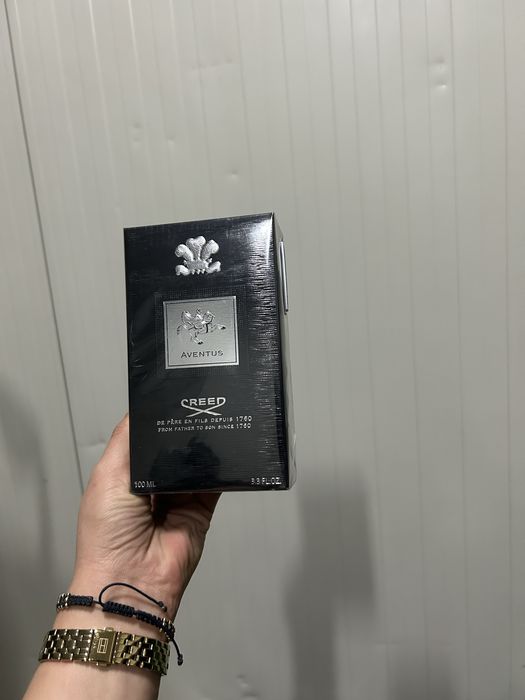 AVENTUS
CREED
DE PÈRE EN FILS DEPUIS 1760
FROM FATHER TO SON SINCE 1760
100 ML 3.3 FL.OZ.